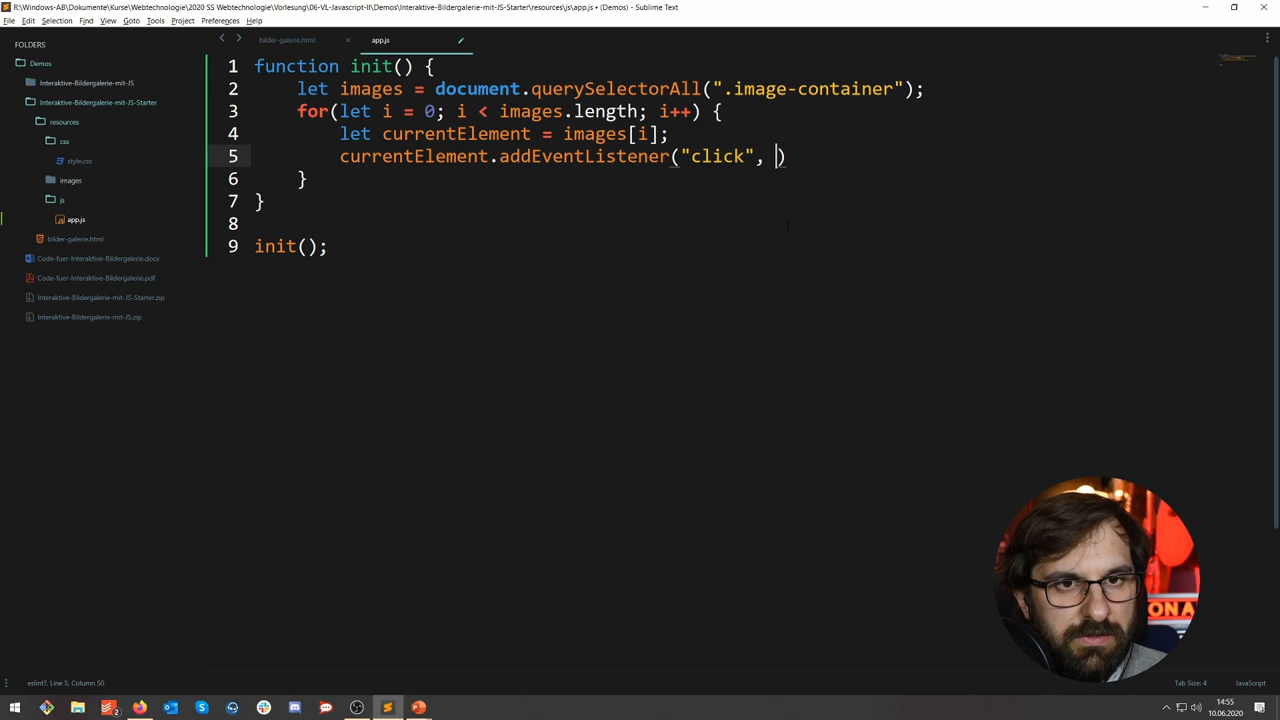 R:\Windows-AB\Dokumente\Kurse\Webtechnologie\2020 SS Webtechnologie\Vorlesung\06-VL-Javascript-II\Demos\Interaktive-Bildergalerie-mit-JS-Starter\resources\js\app.js • (Demos) - Sublime Text
File Edit Selection Find View Goto Tools Project Preferences Help
FOLDERS
Demos
Interaktive-Bildergalerie-mit-JS
Interaktive-Bildergalerie-mit-JS-Starter
resources
css
style.css
images
js
app.js
bilder-galerie.html
Code-fuer-Interaktive-Bildergalerie.docx
Code-fuer-Interaktive-Bildergalerie.pdf
Interaktive-Bildergalerie-mit-JS-Starter.zip
Interaktive-Bildergalerie-mit-JS.zip
bilder-galerie.html app.js
1 function init() {
2 let images = document.querySelectorAll(".image-container");
3 for(let i = 0; i < images.length; i++) {
4 let currentElement = images[i];
5 currentElement.addEventListener("click", )
6 }
7 }
8
9 init();
ON A
eslint?, Line 5, Column 50
Tab Size: 4 JavaScript
2
14:55
10.06.2020